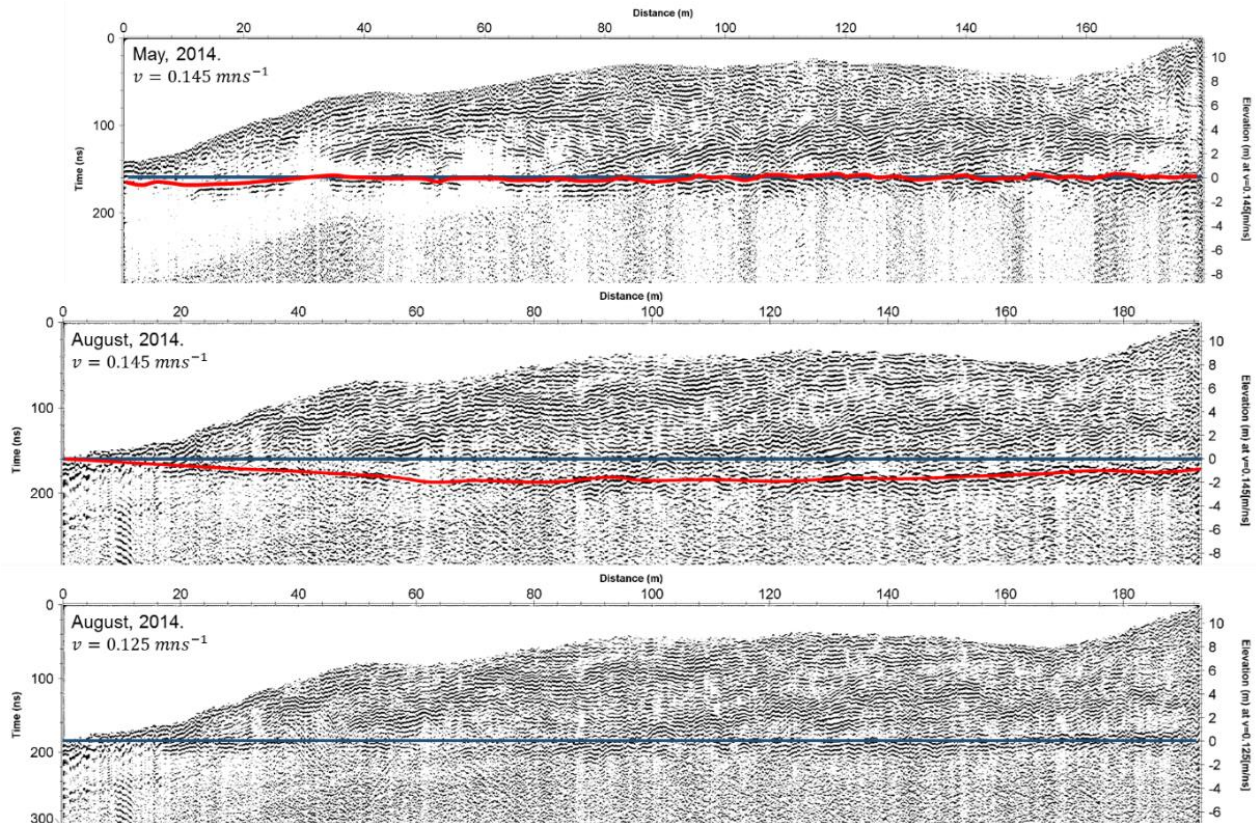 Distance (m)
0 20 40 60 80 100 120 140 160
0 100 200
Time (ns)
May, 2014.
v = 0.145 mns⁻¹
10 8 6 4 2 0 -2 -4 -6 -8
Elevation (m) at v=0.145[m/ns]
Distance (m)
0 20 40 60 80 100 120 140 160 180
0 100 200
Time (ns)
August, 2014.
v = 0.145 mns⁻¹
10 8 6 4 2 0 -2 -4 -6 -8
Elevation (m) at v=0.145[m/ns]
Distance (m)
0 20 40 60 80 100 120 140 160 180
0 100 200 300
Time (ns)
August, 2014.
v = 0.125 mns⁻¹
10 8 6 4 2 0 -2 -4 -6
Elevation (m) at v=0.125[m/ns]